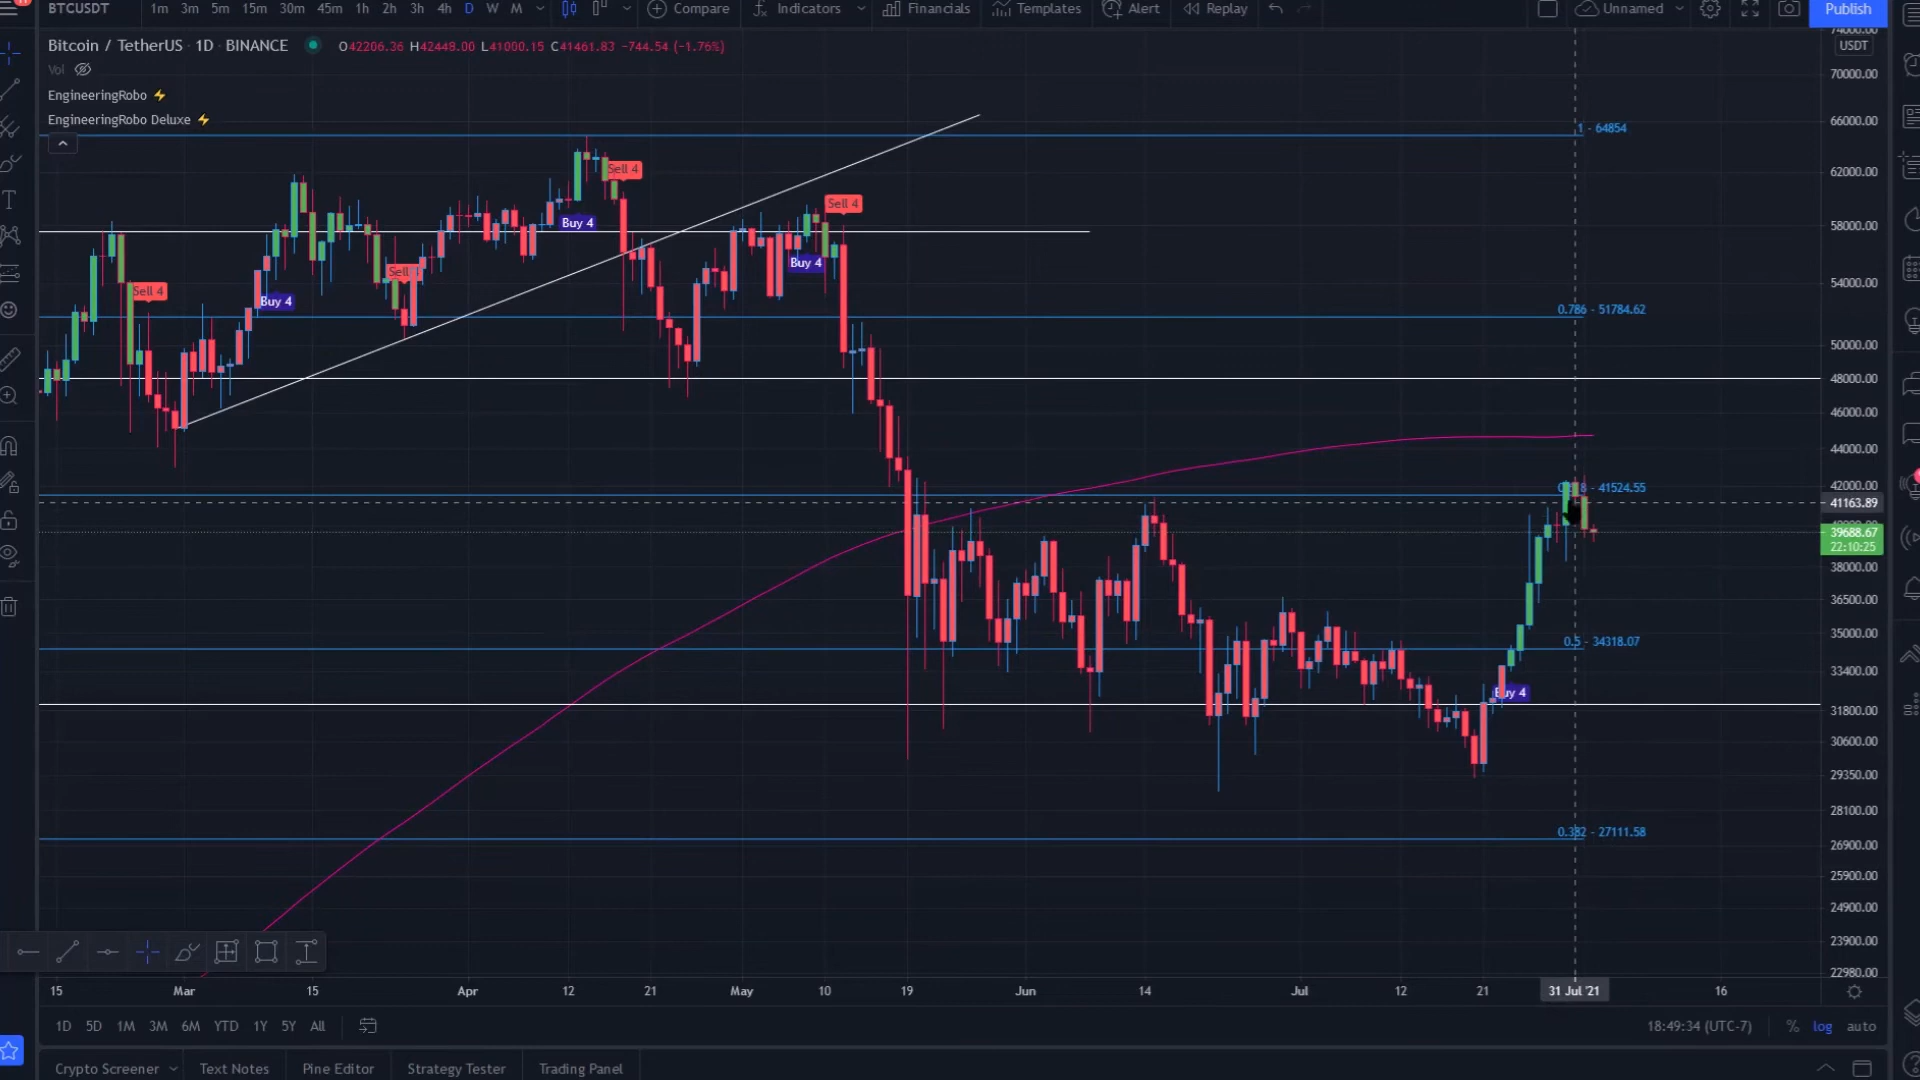 BTCUSDT 1m 3m 5m 15m 30m 45m 1h 2h 3h 4h D W M Compare Indicators Financials Templates Alert Replay Unnamed Publish
Bitcoin / TetherUS · 1D · BINANCE O42206.36 H42448.00 L41000.15 C41461.83 −744.54 (−1.76%)
Vol
EngineeringRobo
EngineeringRobo Deluxe
74000.00
USDT
70000.00
66000.00
62000.00
58000.00
54000.00
50000.00
48000.00
46000.00
44000.00
42000.00
41163.89
39688.67
22:10:25
38000.00
36500.00
35000.00
33400.00
31800.00
30600.00
29350.00
28100.00
26900.00
25900.00
24900.00
23900.00
22980.00
1 - 64854
0.786 - 51784.62
0.618 - 41524.55
0.5 - 34318.07
0.382 - 27111.58
Sell 4
Buy 4
Sell 4
Buy 4
Sell 4
Buy 4
Sell 4
Buy 4
15 Mar 15 Apr 12 21 May 10 19 Jun 14 Jul 12 21 31 Jul '21 16
1D 5D 1M 3M 6M YTD 1Y 5Y All 18:49:34 (UTC-7) % log auto
Crypto Screener Text Notes Pine Editor Strategy Tester Trading Panel